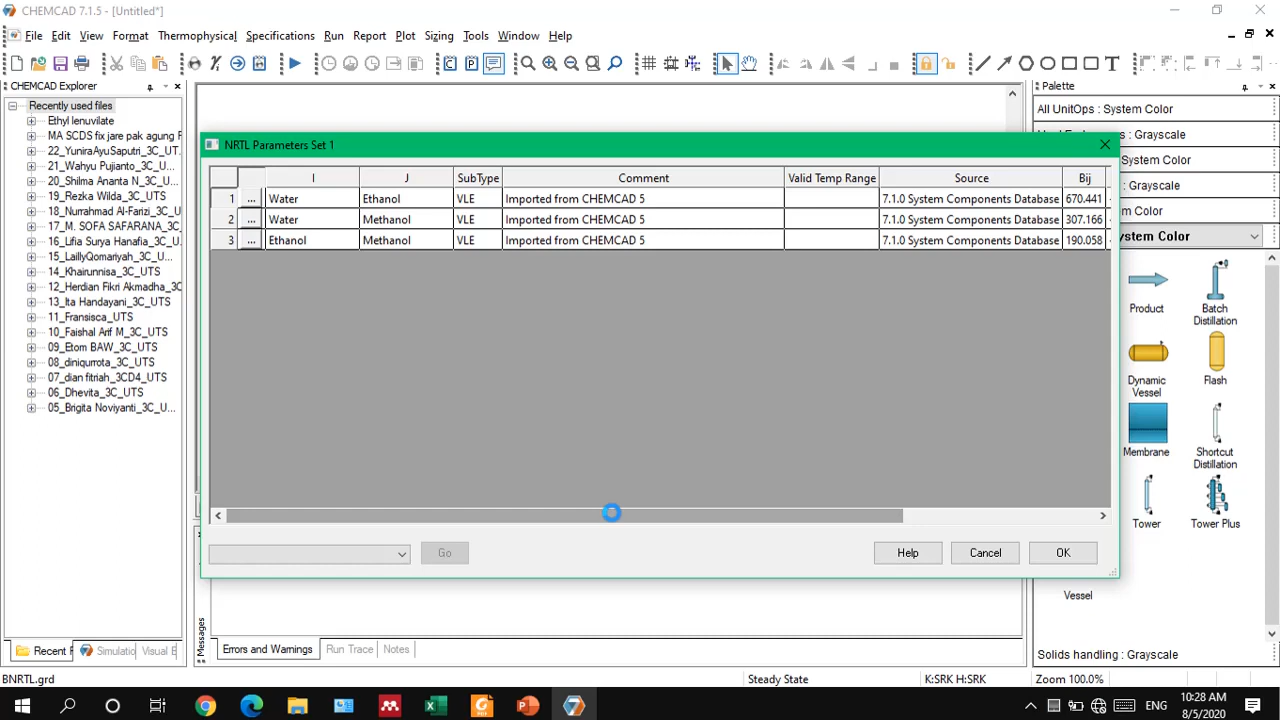 CHEMCAD 7.1.5 - [Untitled*]
File Edit View Format Thermophysical Specifications Run Report Plot Sizing Tools Window Help
CHEMCAD Explorer
Palette
Recently used files
Ethyl lenuvilate
MA SCDS fix jare pak agung
22_YuniraAyuSaputri_3C_UT...
21_Wahyu Pujianto_3C_U...
20_Shilma Ananta N_3C_U...
19_Rezka Wilda_3C_UTS
18_Nurrahmad Al-Farizi_3C_UTS
17_M. SOFA SAFARANA_3C_UTS
16_Lifia Surya Hanafia_3C_UT...
15_LaillyQomariyah_3C_UTS
14_Khairunnisa_3C_UTS
12_Herdian Fikri Akmadha_3C_UTS
13_Ita Handayani_3C_UTS
11_Fransisca_UTS
10_Faishal Arif M_3C_UTS
09_Etom BAW_3C_UTS
08_diniqurrota_3C_UTS
07_dian fitriah_3CD4_UTS
06_Dhevita_3C_UTS
05_Brigita Noviyanti_3C_U...
NRTL Parameters Set 1
I J SubType Comment Valid Temp Range Source Bij
1 ... Water Ethanol VLE Imported from CHEMCAD 5 7.1.0 System Components Database 670.441
2 ... Water Methanol VLE Imported from CHEMCAD 5 7.1.0 System Components Database 307.166
3 ... Ethanol Methanol VLE Imported from CHEMCAD 5 7.1.0 System Components Database 190.058
Go
Help
Cancel
OK
All UnitOps : System Color
: Grayscale
: System Color
: Grayscale
Color
System Color
Product
Batch Distillation
Dynamic Vessel
Flash
Membrane
Shortcut Distillation
Tower
Tower Plus
Vessel
Solids handling : Grayscale
Messages
Recent
Simulatio
Visual
Errors and Warnings Run Trace Notes
BNRTL.grd Steady State K:SRK H:SRK Zoom 100.0%
ENG
10:28 AM
8/5/2020